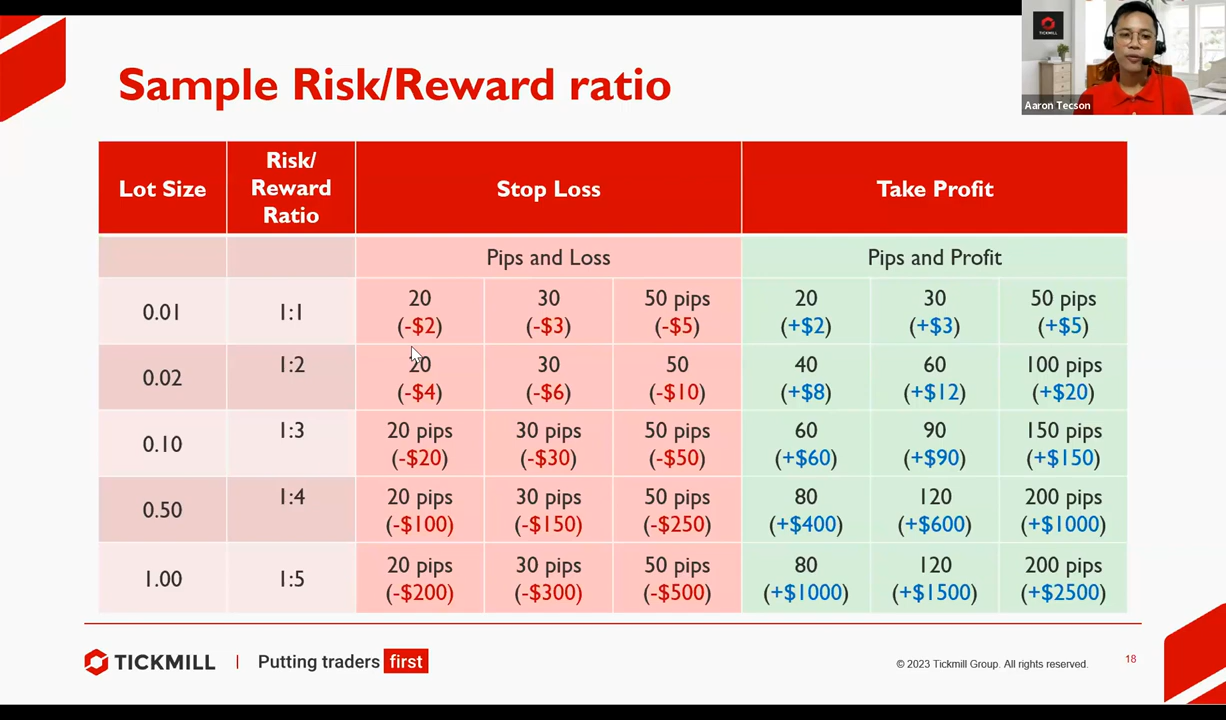 TICKMILL
Aaron Tecson
Sample Risk/Reward ratio
Lot Size
Risk/
Reward
Ratio
Stop Loss
Take Profit
Pips and Loss
Pips and Profit
0.01
1:1
20
(-$2)
30
(-$3)
50 pips
(-$5)
20
(+$2)
30
(+$3)
50 pips
(+$5)
0.02
1:2
20
(-$4)
30
(-$6)
50
(-$10)
40
(+$8)
60
(+$12)
100 pips
(+$20)
0.10
1:3
20 pips
(-$20)
30 pips
(-$30)
50 pips
(-$50)
60
(+$60)
90
(+$90)
150 pips
(+$150)
0.50
1:4
20 pips
(-$100)
30 pips
(-$150)
50 pips
(-$250)
80
(+$400)
120
(+$600)
200 pips
(+$1000)
1.00
1:5
20 pips
(-$200)
30 pips
(-$300)
50 pips
(-$500)
80
(+$1000)
120
(+$1500)
200 pips
(+$2500)
TICKMILL | Putting traders first
© 2023 Tickmill Group. All rights reserved.
18